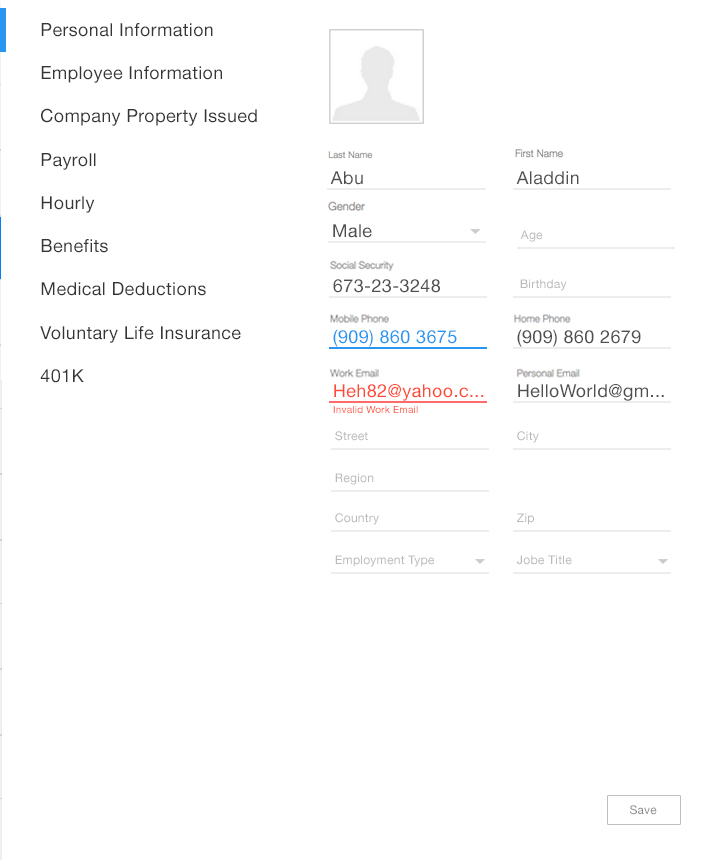 Personal Information
Employee Information
Company Property Issued
Payroll
Hourly
Benefits
Medical Deductions
Voluntary Life Insurance
401K
Last Name
First Name
Abu
Aladdin
Gender
Male
Age
Social Security
673-23-3248
Birthday
Mobile Phone
Home Phone
(909) 860 3675
(909) 860 2679
Work Email
Personal Email
Heh82@yahoo.c...
HelloWorld@gm...
Invalid Work Email
Street
City
Region
Country
Zip
Employment Type
Jobe Title
Save